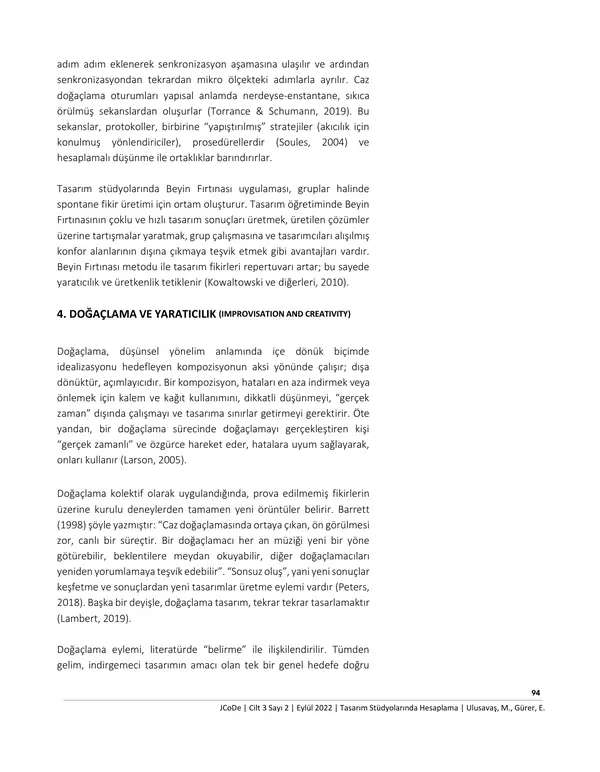 adım adım eklenerek senkronizasyon aşamasına ulaşılır ve ardından
senkronizasyondan tekrardan mikro ölçekteki adımlarla ayrılır. Caz
doğaçlama oturumları yapısal anlamda nerdeyse-enstantane, sıkıca
örülmüş sekanslardan oluşurlar (Torrance & Schumann, 2019). Bu
sekanslar, protokoller, birbirine “yapıştırılmış” stratejiler (akıcılık için
konulmuş yönlendiriciler), prosedürellerdir (Soules, 2004) ve
hesaplamalı düşünme ile ortaklıklar barındırırlar.
Tasarım stüdyolarında Beyin Fırtınası uygulaması, gruplar halinde
spontane fikir üretimi için ortam oluşturur. Tasarım öğretiminde Beyin
Fırtınasının çoklu ve hızlı tasarım sonuçları üretmek, üretilen çözümler
üzerine tartışmalar yaratmak, grup çalışmasına ve tasarımcıları alışılmış
konfor alanlarının dışına çıkmaya teşvik etmek gibi avantajları vardır.
Beyin Fırtınası metodu ile tasarım fikirleri repertuvarı artar; bu sayede
yaratıcılık ve üretkenlik tetiklenir (Kowaltowski ve diğerleri, 2010).
4. DOĞAÇLAMA VE YARATICILIK (IMPROVISATION AND CREATIVITY)
Doğaçlama, düşünsel yönelim anlamında içe dönük biçimde
idealizasyonu hedefleyen kompozisyonun aksi yönünde çalışır; dışa
dönüktür, açımlayıcıdır. Bir kompozisyon, hataları en aza indirmek veya
önlemek için kalem ve kağıt kullanımını, dikkatli düşünmeyi, “gerçek
zaman” dışında çalışmayı ve tasarıma sınırlar getirmeyi gerektirir. Öte
yandan, bir doğaçlama sürecinde doğaçlamayı gerçekleştiren kişi
“gerçek zamanlı” ve özgürce hareket eder, hatalara uyum sağlayarak,
onları kullanır (Larson, 2005).
Doğaçlama kolektif olarak uygulandığında, prova edilmemiş fikirlerin
üzerine kurulu deneylerden tamamen yeni örüntüler belirir. Barrett
(1998) şöyle yazmıştır: “Caz doğaçlamasında ortaya çıkan, ön görülmesi
zor, canlı bir süreçtir. Bir doğaçlamacı her an müziği yeni bir yöne
götürebilir, beklentilere meydan okuyabilir, diğer doğaçlamacıları
yeniden yorumlamaya teşvik edebilir”. “Sonsuz oluş”, yani yeni sonuçlar
keşfetme ve sonuçlardan yeni tasarımlar üretme eylemi vardır (Peters,
2018). Başka bir deyişle, doğaçlama tasarım, tekrar tekrar tasarlamaktır
(Lambert, 2019).
Doğaçlama eylemi, literatürde “belirme” ile ilişkilendirilir. Tümden
gelim, indirgemeci tasarımın amacı olan tek bir genel hedefe doğru
94
JCoDe | Cilt 3 Sayı 2 | Eylül 2022 | Tasarım Stüdyolarında Hesaplama | Ulusavaş, M., Gürer, E.